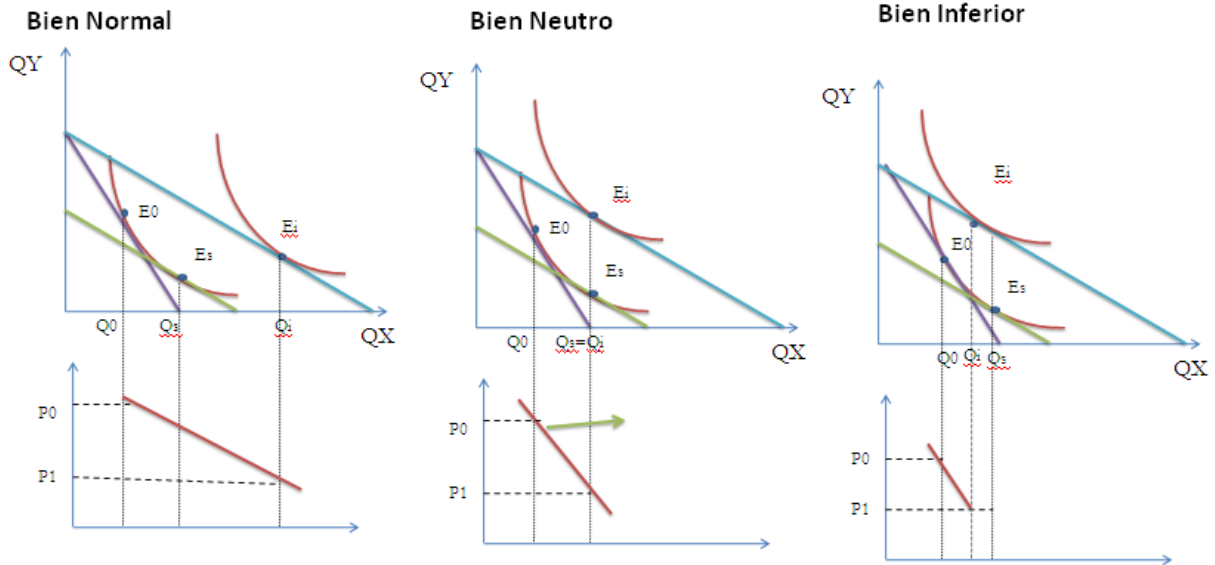 Bien Normal
QY
E0
Ei
Es
Q0
Qs
Qi
QX
P0
P1
Bien Neutro
QY
Ei
E0
Es
Q0
Qs=Qi
QX
P0
P1
Bien Inferior
QY
Ei
E0
Es
Q0
Qi
Qs
QX
P0
P1